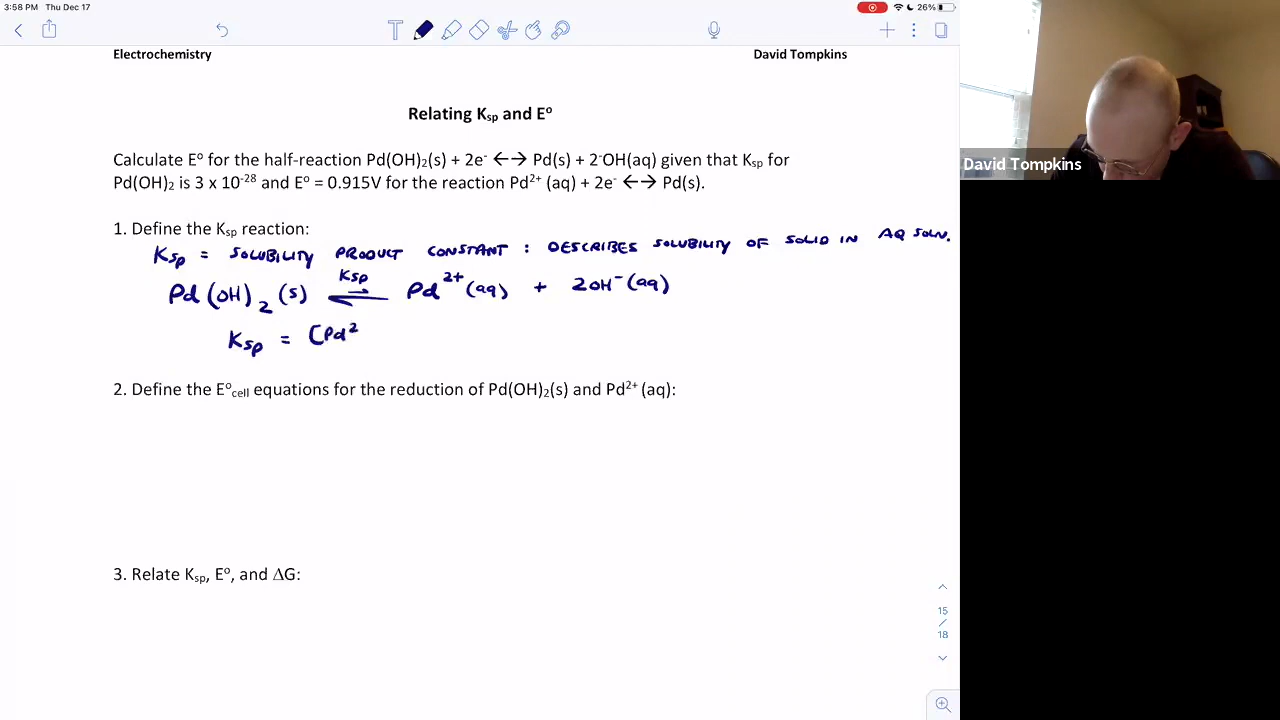 3:58 PM Thu Dec 17
26%
T
Electrochemistry David Tompkins
Relating Ksp and Eº
Calculate Eº for the half-reaction Pd(OH)₂(s) + 2e⁻ ←→ Pd(s) + 2⁻OH(aq) given that Ksp for
Pd(OH)₂ is 3 x 10⁻²⁸ and Eº = 0.915V for the reaction Pd²⁺ (aq) + 2e⁻ ←→ Pd(s).
1. Define the Ksp reaction:
Ksp = SOLUBILITY PRODUCT CONSTANT : DESCRIBES SOLUBILITY OF SOLID IN AQ SOLN.
Ksp
Pd(OH)₂(s) ⇌ Pd²⁺(aq) + 2OH⁻(aq)
Ksp = [Pd²
2. Define the Eºcell equations for the reduction of Pd(OH)₂(s) and Pd²⁺ (aq):
3. Relate Ksp, Eº, and ΔG:
15
/
18
David Tompkins